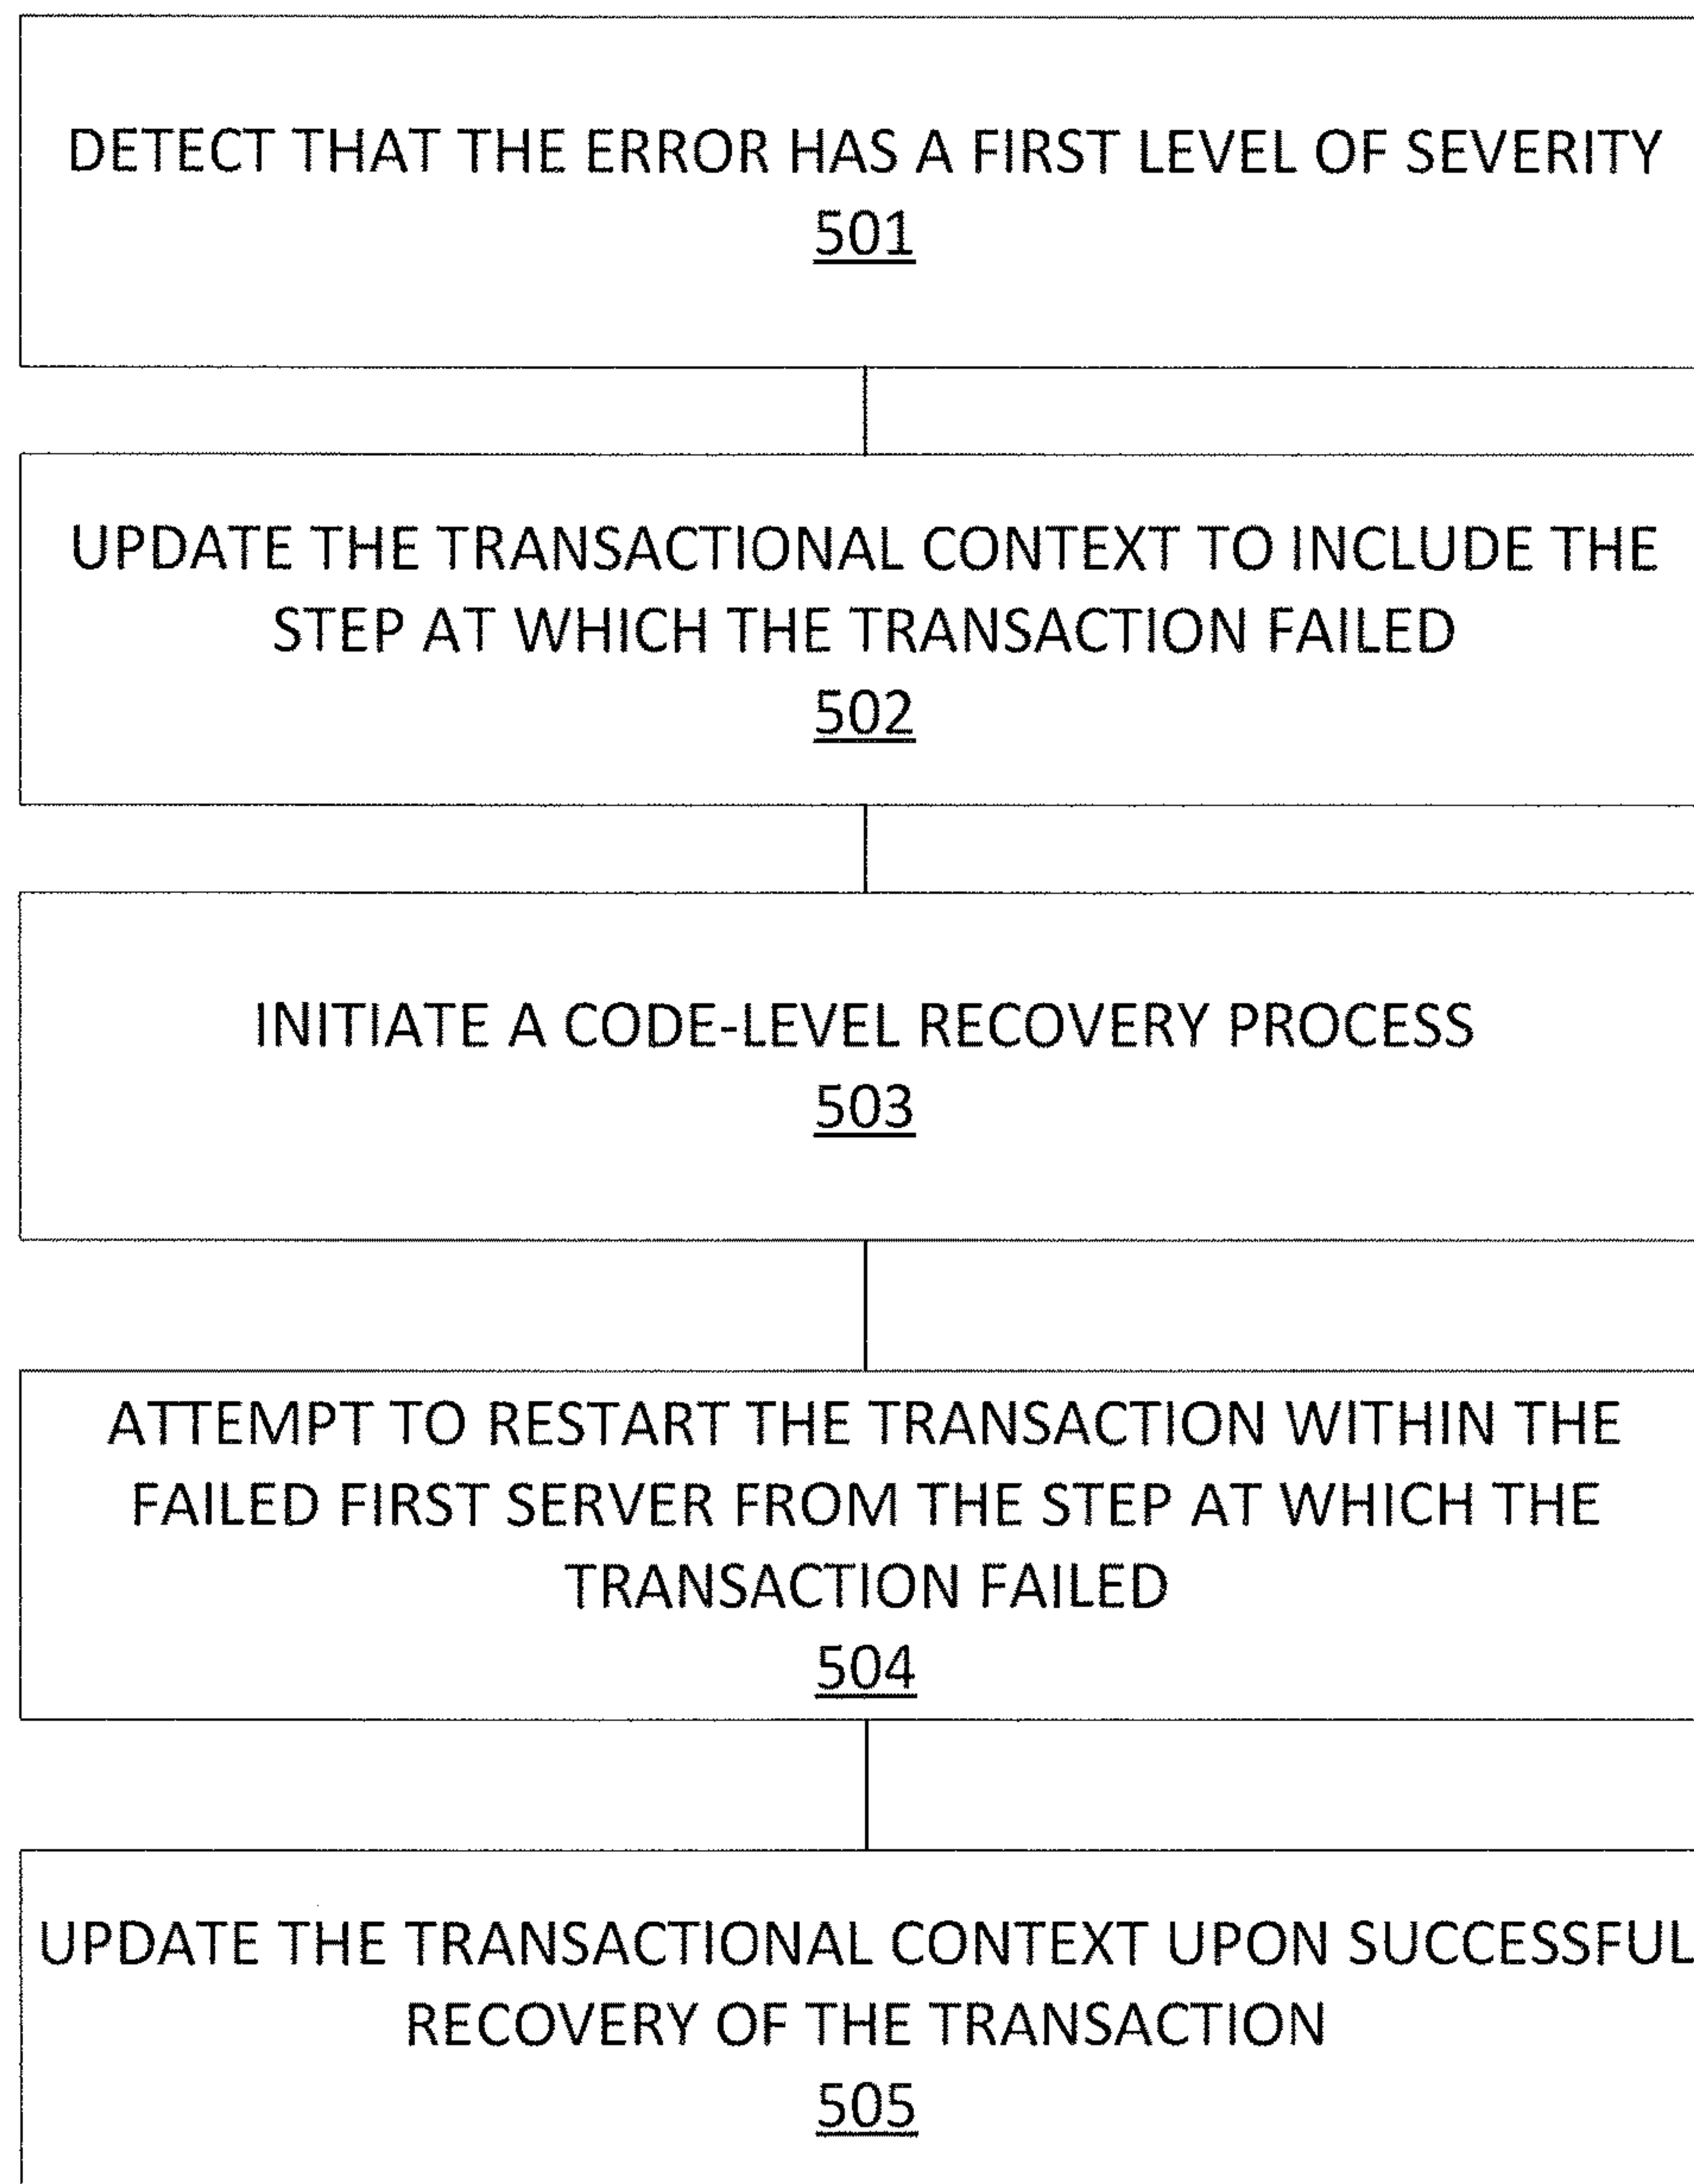 DETECT THAT THE ERROR HAS A FIRST LEVEL OF SEVERITY
501
UPDATE THE TRANSACTIONAL CONTEXT TO INCLUDE THE
STEP AT WHICH THE TRANSACTION FAILED
502
INITIATE A CODE-LEVEL RECOVERY PROCESS
503
ATTEMPT TO RESTART THE TRANSACTION WITHIN THE
FAILED FIRST SERVER FROM THE STEP AT WHICH THE
TRANSACTION FAILED
504
UPDATE THE TRANSACTIONAL CONTEXT UPON SUCCESSFUL
RECOVERY OF THE TRANSACTION
505